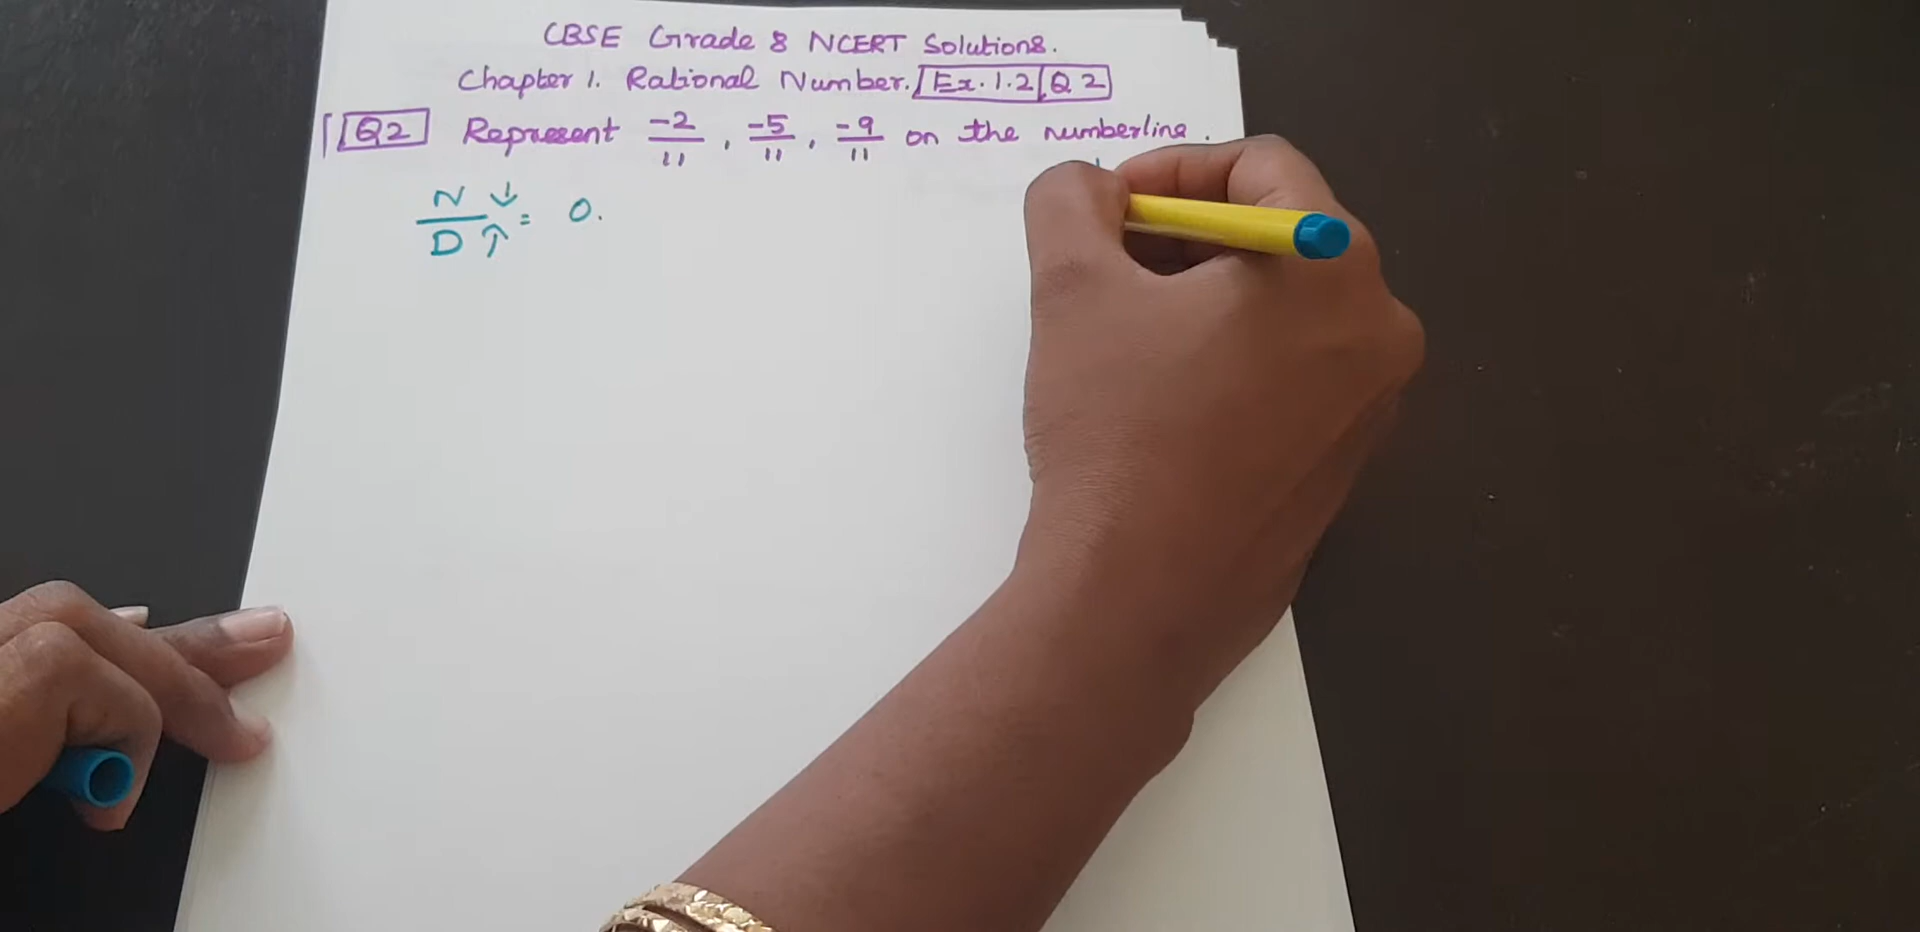 CBSE Grade 8 NCERT Solutions.
Chapter 1. Rational Number. Ex. 1.2 Q 2
Q2 Represent -2/11, -5/11, -9/11 on the numberline.
N↓/D↑ = 0.